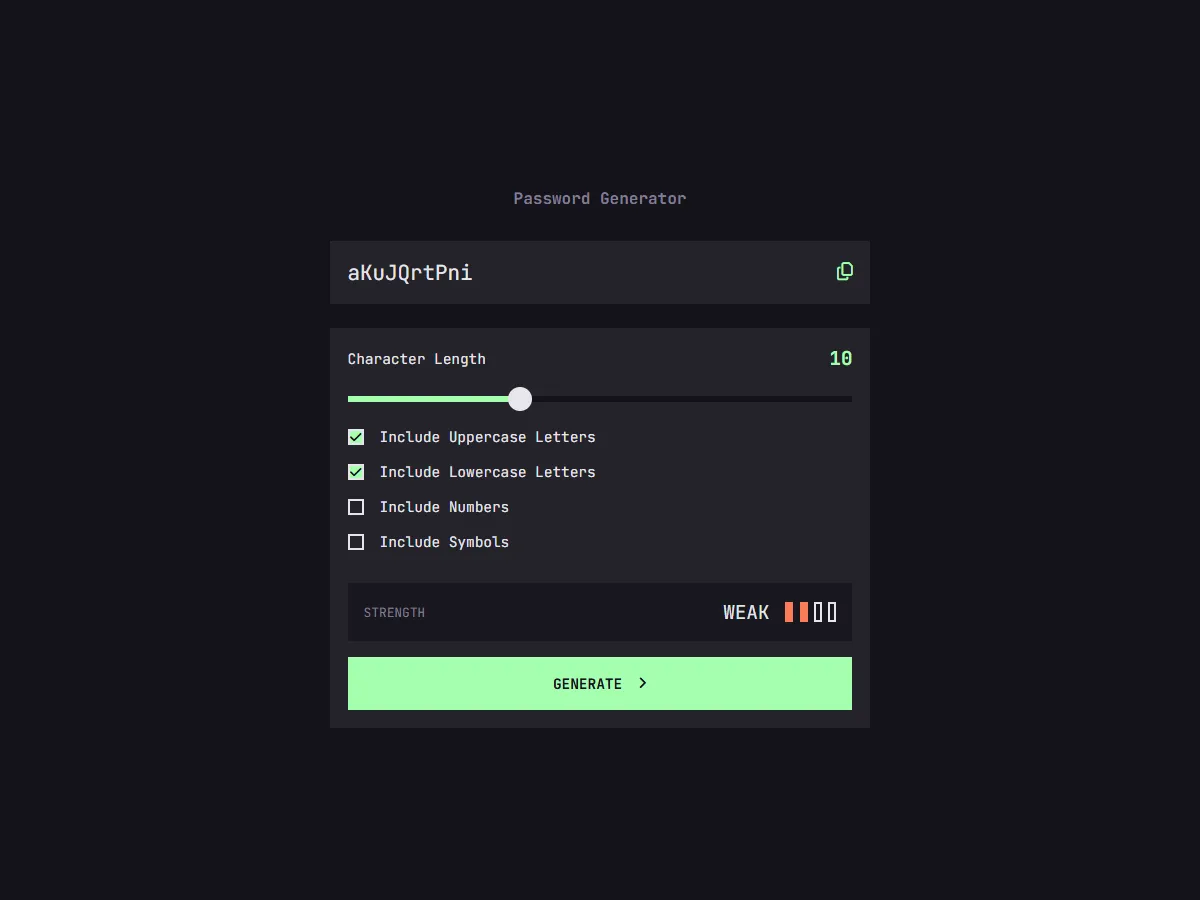 Password Generator
aKuJQrtPni
Character Length 10
Include Uppercase Letters
Include Lowercase Letters
Include Numbers
Include Symbols
STRENGTH WEAK
GENERATE